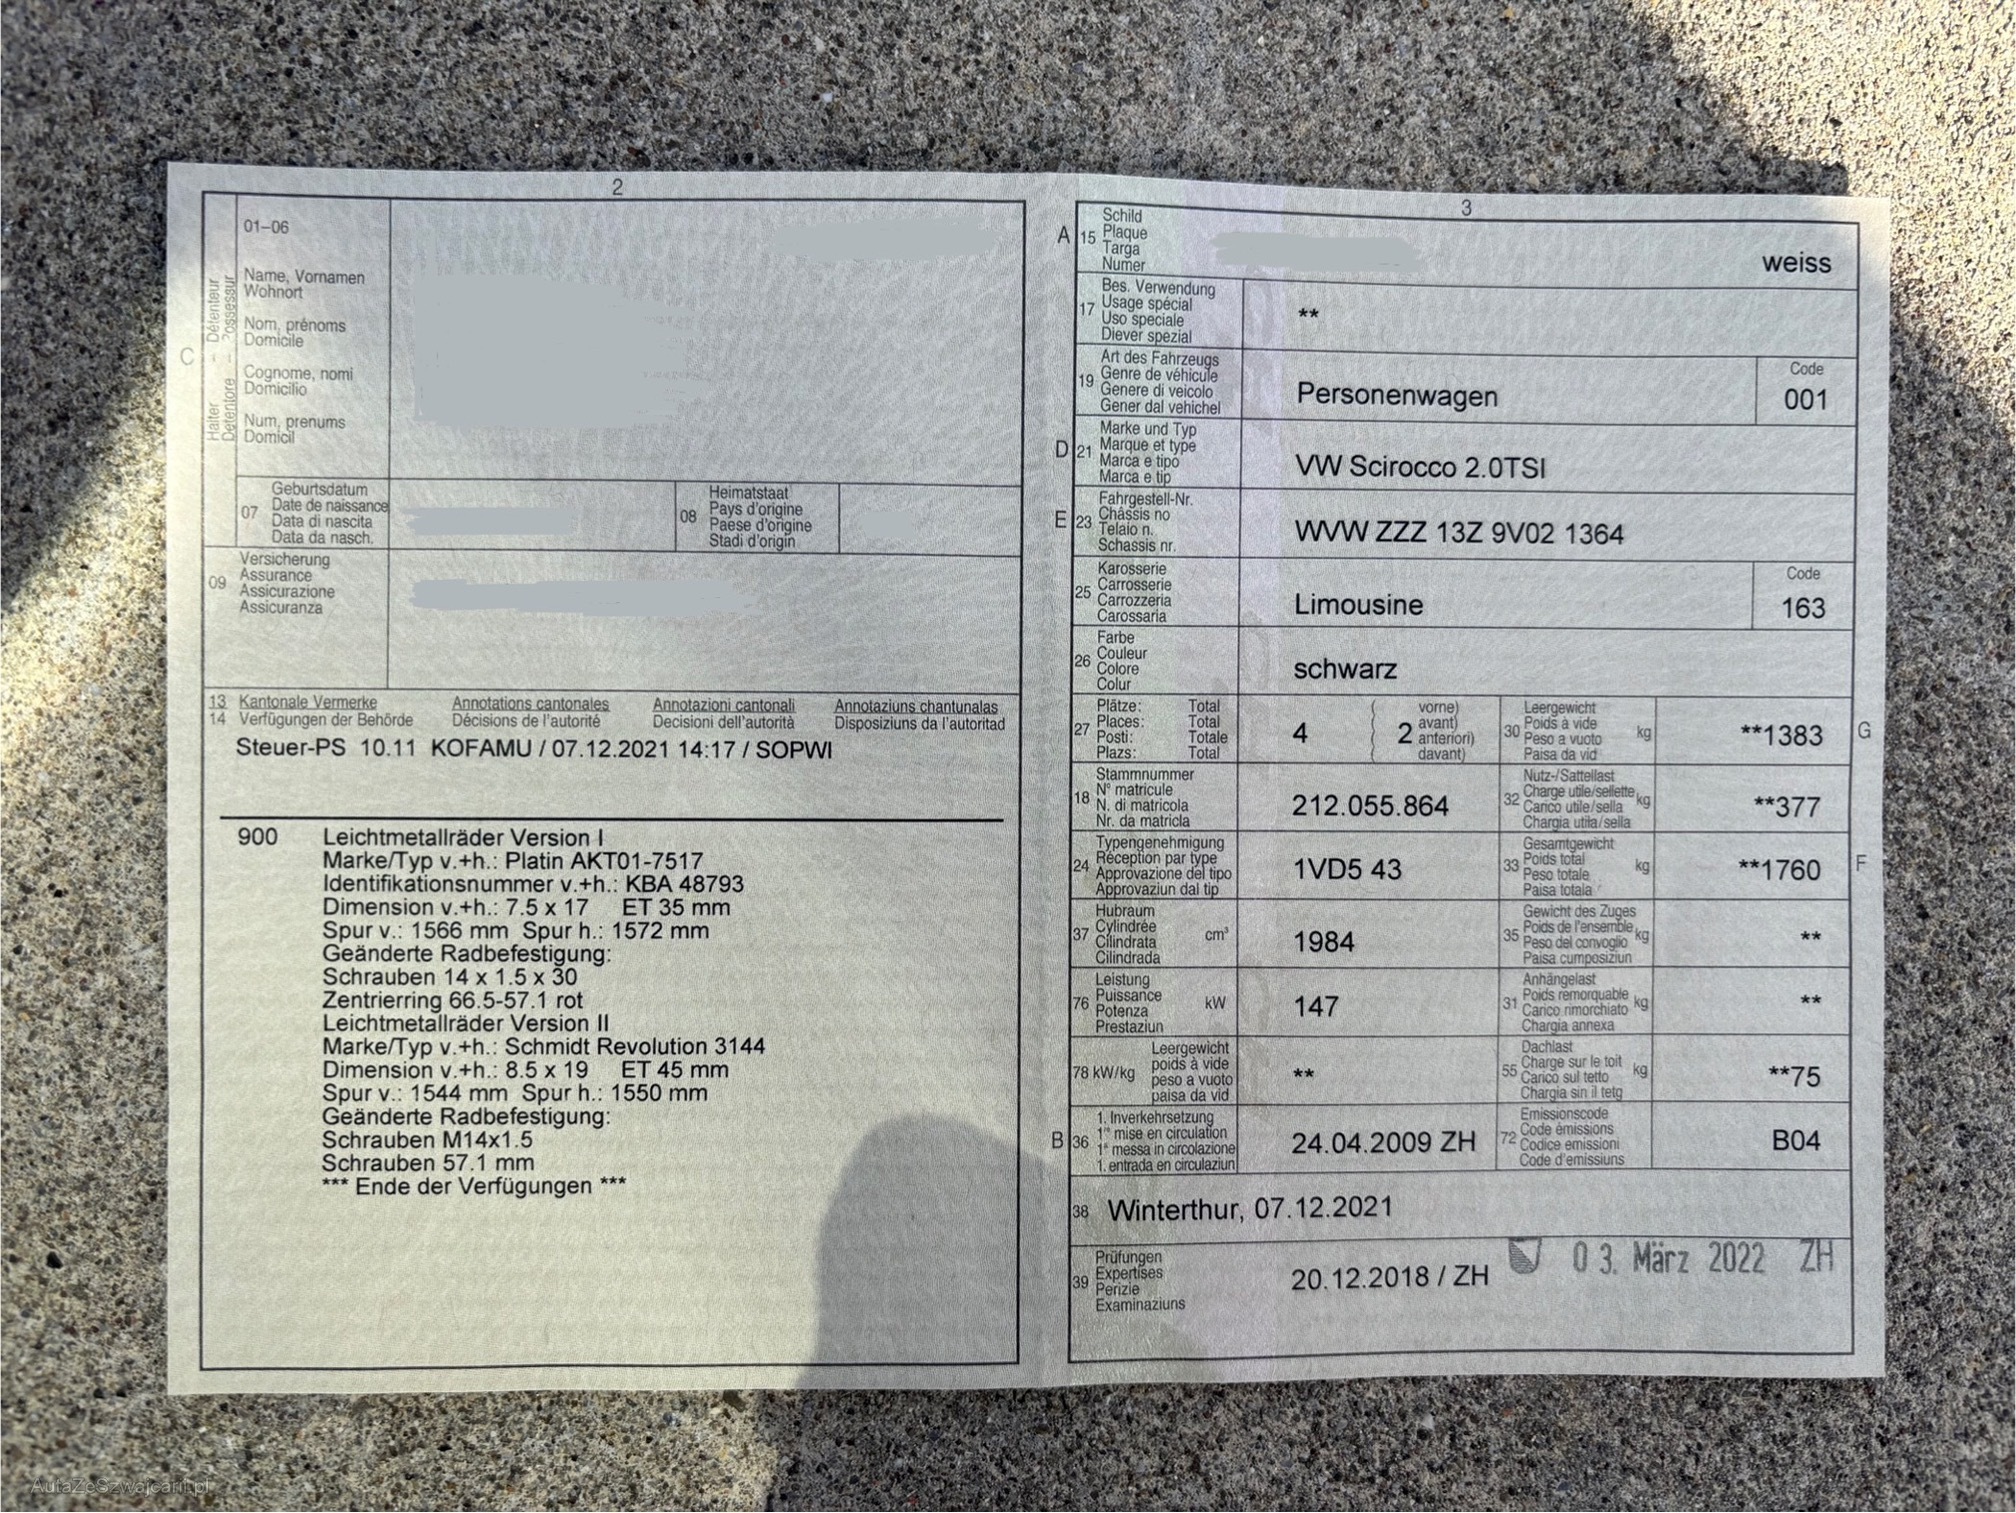 2
01–06
Name, Vornamen
Wohnort
Nom, prénoms
Domicile
Cognome, nomi
Domicilio
Num, prenums
Domicil
C
Halter – Détenteur
Detentore – Possessur
07
Geburtsdatum
Date de naissance
Data di nascita
Data da nasch.
08
Heimatstaat
Pays d'origine
Paese d'origine
Stadi d'origin
09
Versicherung
Assurance
Assicurazione
Assicuranza
13 Kantonale Vermerke Annotations cantonales Annotazioni cantonali Annotaziuns chantunalas
14 Verfügungen der Behörde Décisions de l'autorité Decisioni dell'autorità Disposiziuns da l'autoritad
Steuer-PS 10.11 KOFAMU / 07.12.2021 14:17 / SOPWI
900 Leichtmetallräder Version I
Marke/Typ v.+h.: Platin AKT01-7517
Identifikationsnummer v.+h.: KBA 48793
Dimension v.+h.: 7.5 x 17 ET 35 mm
Spur v.: 1566 mm Spur h.: 1572 mm
Geänderte Radbefestigung:
Schrauben 14 x 1.5 x 30
Zentrierring 66.5-57.1 rot
Leichtmetallräder Version II
Marke/Typ v.+h.: Schmidt Revolution 3144
Dimension v.+h.: 8.5 x 19 ET 45 mm
Spur v.: 1544 mm Spur h.: 1550 mm
Geänderte Radbefestigung:
Schrauben M14x1.5
Schrauben 57.1 mm
*** Ende der Verfügungen ***
3
A 15
Schild
Plaque
Targa
Numer
weiss
17
Bes. Verwendung
Usage spécial
Uso speciale
Diever spezial
**
19
Art des Fahrzeugs
Genre de véhicule
Genere di veicolo
Gener dal vehichel
Personenwagen
Code
001
D 21
Marke und Typ
Marque et type
Marca e tipo
Marca e tip
VW Scirocco 2.0TSI
E 23
Fahrgestell-Nr.
Châssis no
Telaio n.
Schassis nr.
WVW ZZZ 13Z 9V02 1364
25
Karosserie
Carrosserie
Carrozzeria
Carossaria
Limousine
Code
163
26
Farbe
Couleur
Colore
Colur
schwarz
27
Plätze: Total
Places: Total
Posti: Totale
Plazs: Total
4
( vorne)
( avant)
2
( anteriori)
( davant)
30
Leergewicht
Poids à vide
Peso a vuoto
Paisa da vid
kg
**1383
G
18
Stammnummer
N° matricule
N. di matricola
Nr. da matricla
212.055.864
32
Nutz-/Sattellast
Charge utile/sellette
Carico utile/sella
Chargia utila/sella
kg
**377
24
Typengenehmigung
Réception par type
Approvazione del tipo
Approvaziun dal tip
1VD5 43
33
Gesamtgewicht
Poids total
Peso totale
Paisa totala
kg
**1760
F
37
Hubraum
Cylindrée
Cilindrata
Cilindrada
cm³
1984
35
Gewicht des Zuges
Poids de l'ensemble
Peso del convoglio
Paisa cumposiziun
kg
**
76
Leistung
Puissance
Potenza
Prestaziun
kW
147
31
Anhängelast
Poids remorquable
Carico rimorchiato
Chargia annexa
kg
**
78 kW/kg
Leergewicht
poids à vide
peso a vuoto
paisa da vid
**
55
Dachlast
Charge sur le toit
Carico sul tetto
Chargia sin il tetg
kg
**75
B 36
1. Inverkehrsetzung
1re mise en circulation
1a messa in circolazione
1. entrada en circulaziun
24.04.2009 ZH
72
Emissionscode
Code émissions
Codice emissioni
Code d'emissiuns
B04
38 Winterthur, 07.12.2021
39
Prüfungen
Expertises
Perizie
Examinaziuns
20.12.2018 / ZH
03. März 2022 ZH
AutaZeSzwajcarii.pl